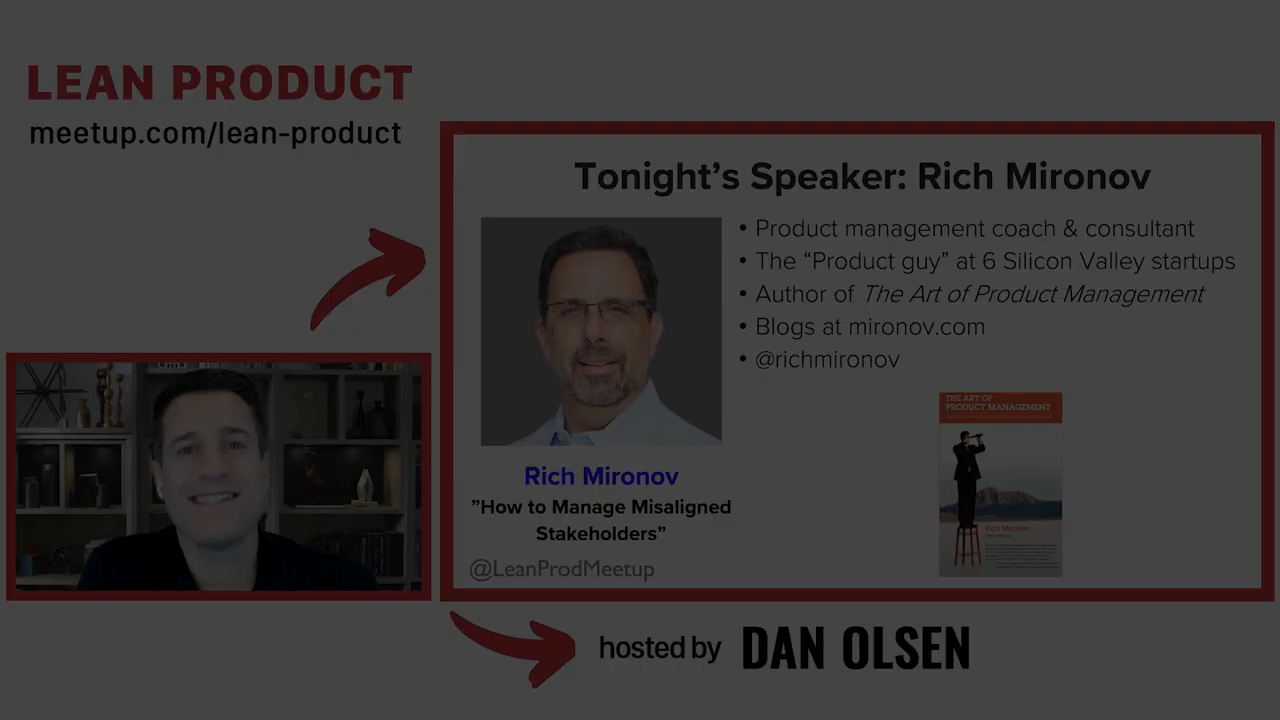 LEAN PRODUCT
meetup.com/lean-product
Tonight’s Speaker: Rich Mironov
• Product management coach & consultant
• The “Product guy” at 6 Silicon Valley startups
• Author of The Art of Product Management
• Blogs at mironov.com
• @richmironov
Rich Mironov
”How to Manage Misaligned
Stakeholders”
@LeanProdMeetup
THE ART OF
PRODUCT MANAGEMENT
Rich Mironov
hosted by DAN OLSEN